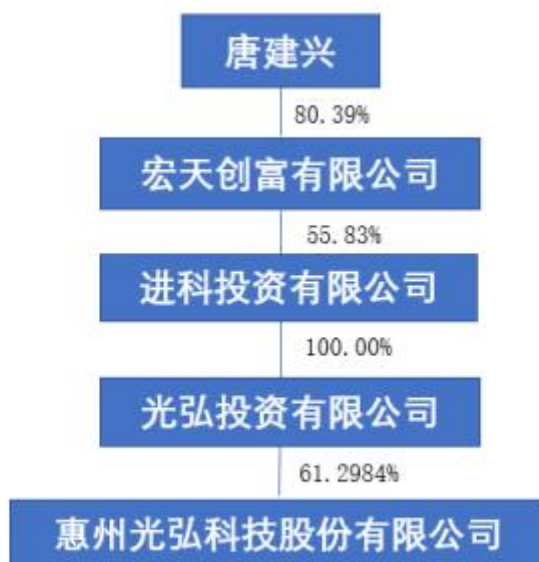 唐建兴
80.39%
宏天创富有限公司
55.83%
进科投资有限公司
100.00%
光弘投资有限公司
61.2984%
惠州光弘科技股份有限公司